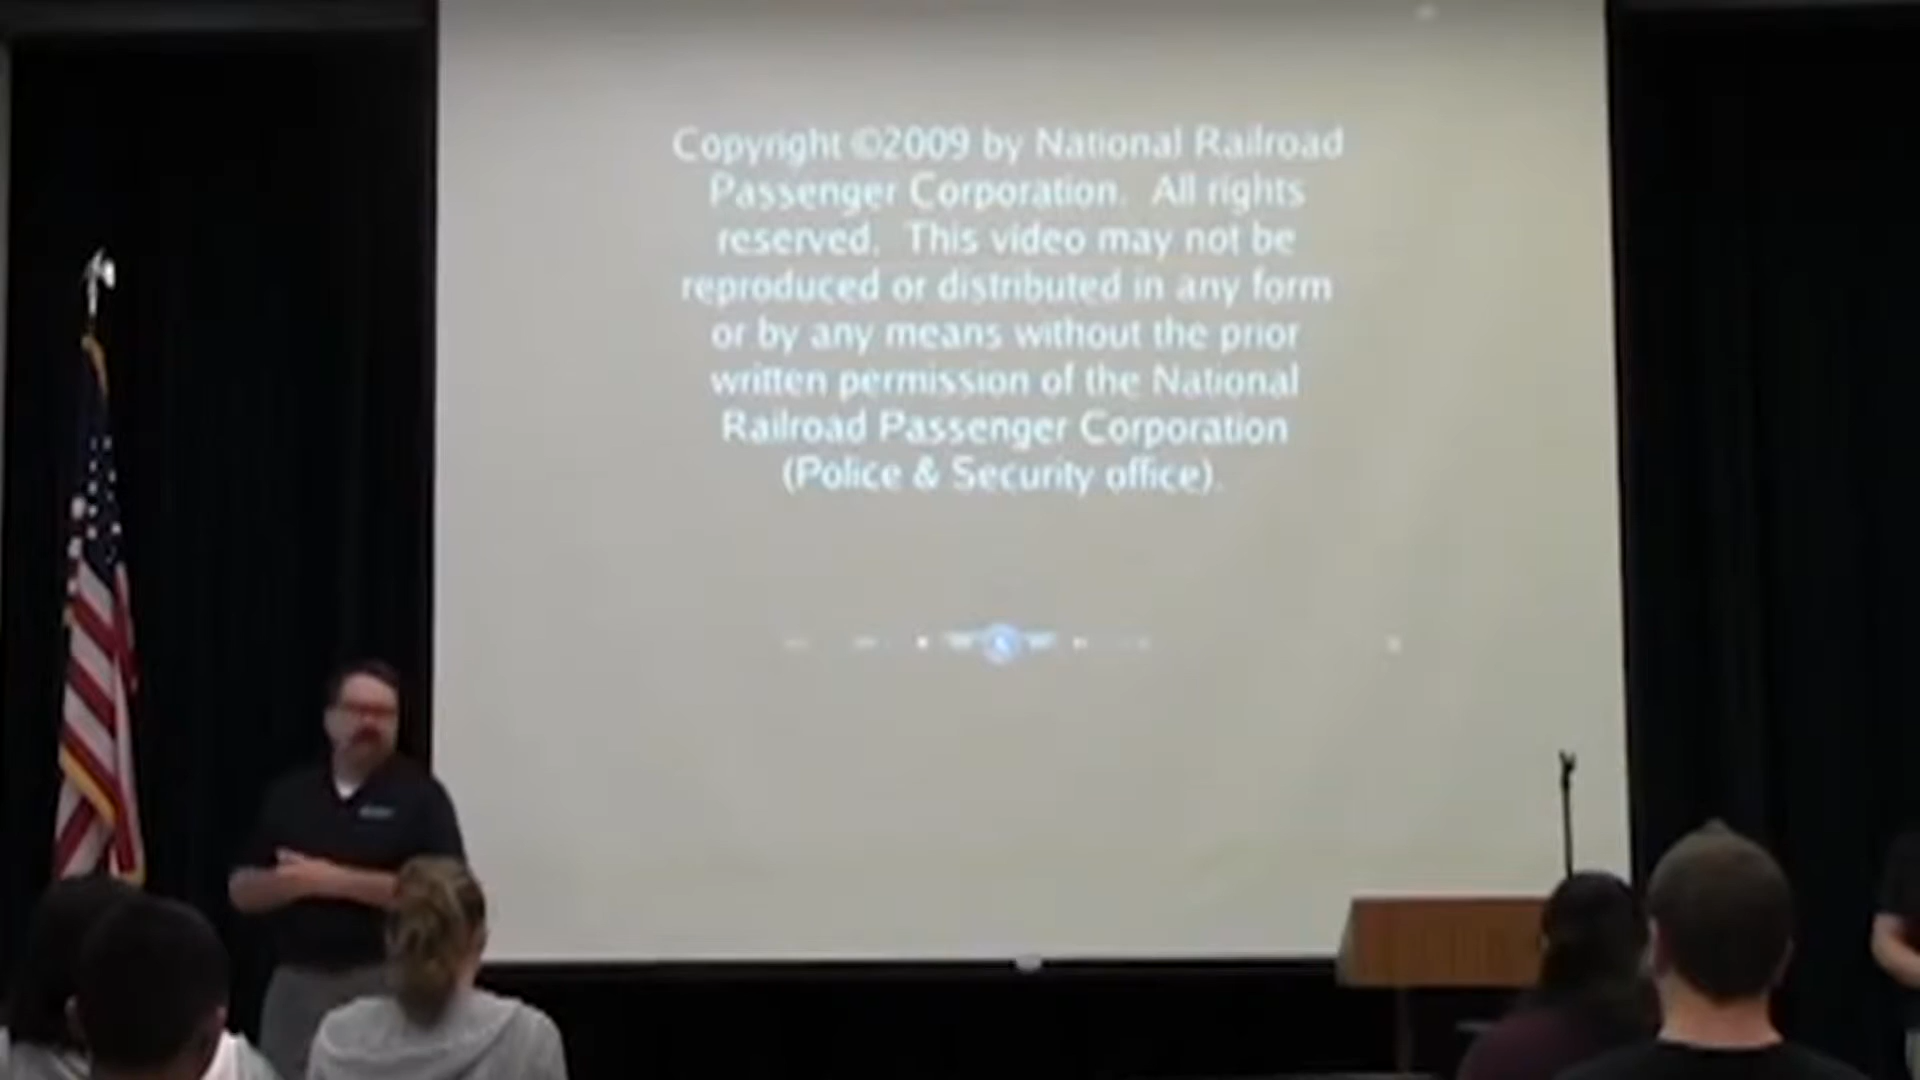 Copyright ©2009 by National Railroad
Passenger Corporation. All rights
reserved. This video may not be
reproduced or distributed in any form
or by any means without the prior
written permission of the National
Railroad Passenger Corporation
(Police & Security office).